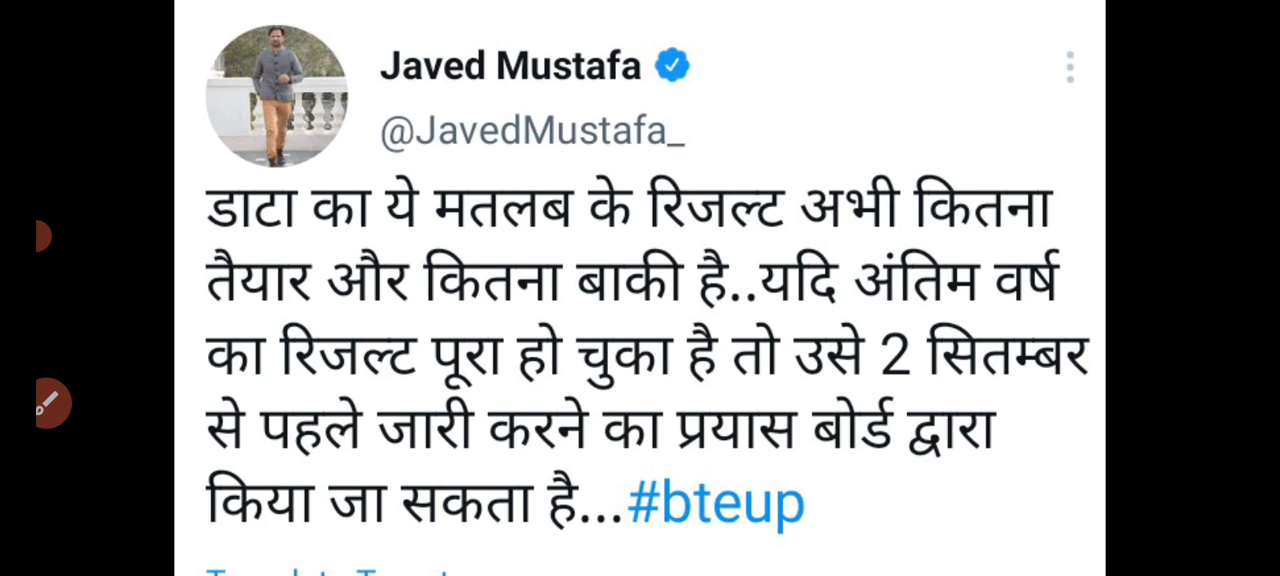 Javed Mustafa
@JavedMustafa_
डाटा का ये मतलब के रिजल्ट अभी कितना
तैयार और कितना बाकी है..यदि अंतिम वर्ष
का रिजल्ट पूरा हो चुका है तो उसे 2 सितम्बर
से पहले जारी करने का प्रयास बोर्ड द्वारा
किया जा सकता है...#bteup